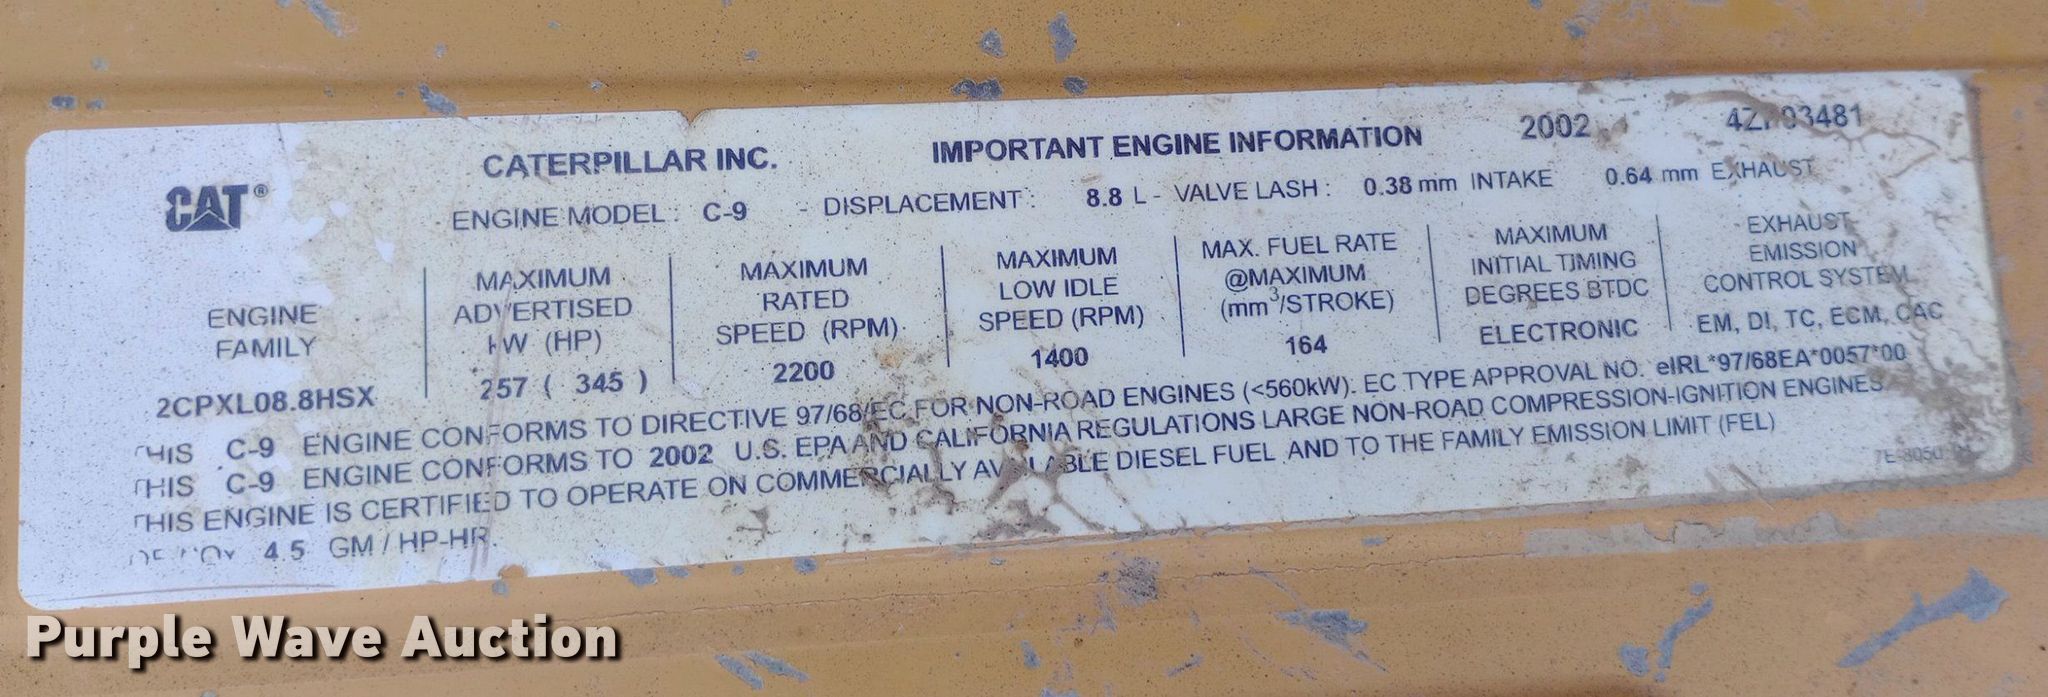 CAT®
CATERPILLAR INC. IMPORTANT ENGINE INFORMATION 2002
ENGINE MODEL: C-9 - DISPLACEMENT: 8.8 L - VALVE LASH: 0.38 mm INTAKE 0.64 mm EXHAUST
ENGINE
FAMILY
2CPXL08.8HSX
MAXIMUM
ADVERTISED
KW (HP)
257 ( 345 )
MAXIMUM
RATED
SPEED (RPM)
2200
MAXIMUM
LOW IDLE
SPEED (RPM)
1400
MAX. FUEL RATE
@MAXIMUM
(mm³/STROKE)
164
MAXIMUM
INITIAL TIMING
DEGREES BTDC
ELECTRONIC
EXHAUST
EMISSION
CONTROL SYSTEM
EM, DI, TC, ECM, CAC
THIS C-9 ENGINE CONFORMS TO DIRECTIVE 97/68/EC FOR NON-ROAD ENGINES (<560kW). EC TYPE APPROVAL NO. eIRL*97/68EA*0057*00
THIS C-9 ENGINE CONFORMS TO 2002 U.S. EPA AND CALIFORNIA REGULATIONS LARGE NON-ROAD COMPRESSION-IGNITION ENGINES
THIS ENGINE IS CERTIFIED TO OPERATE ON COMMERCIALLY AVAILABLE DIESEL FUEL AND TO THE FAMILY EMISSION LIMIT (FEL)
OF NOx 4.5 GM / HP-HR.
Purple Wave Auction